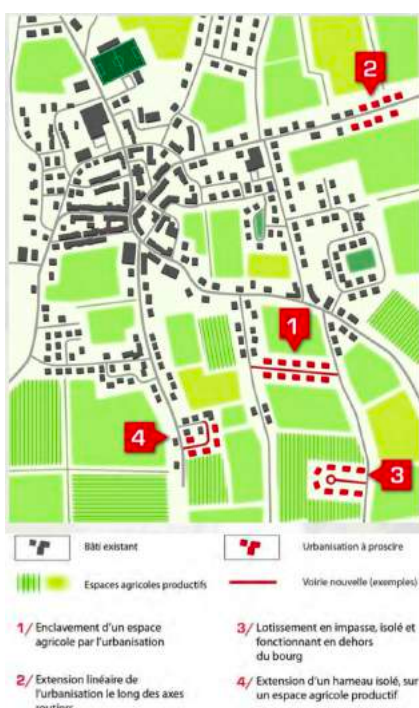 2
1
4
3
Bâti existant
Urbanisation à proscire
Espaces agricoles productifs
Voirie nouvelle (exemples)
1/ Enclavement d'un espace
agricole par l'urbanisation
2/ Extension linéaire de
l'urbanisation le long des axes
routiers
3/ Lotissement en impasse, isolé et
fonctionnant en dehors
du bourg
4/ Extension d'un hameau isolé, sur
un espace agricole productif